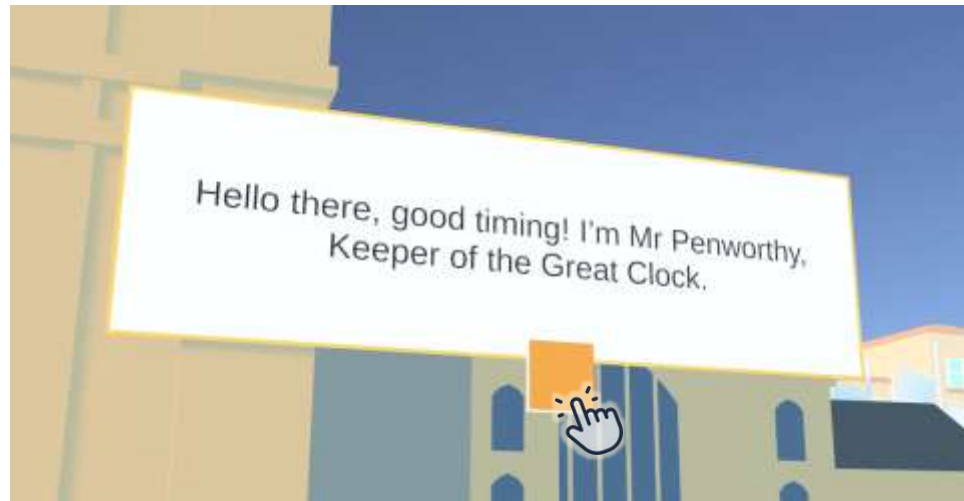 Hello there, good timing! I'm Mr Penworthy,
Keeper of the Great Clock.